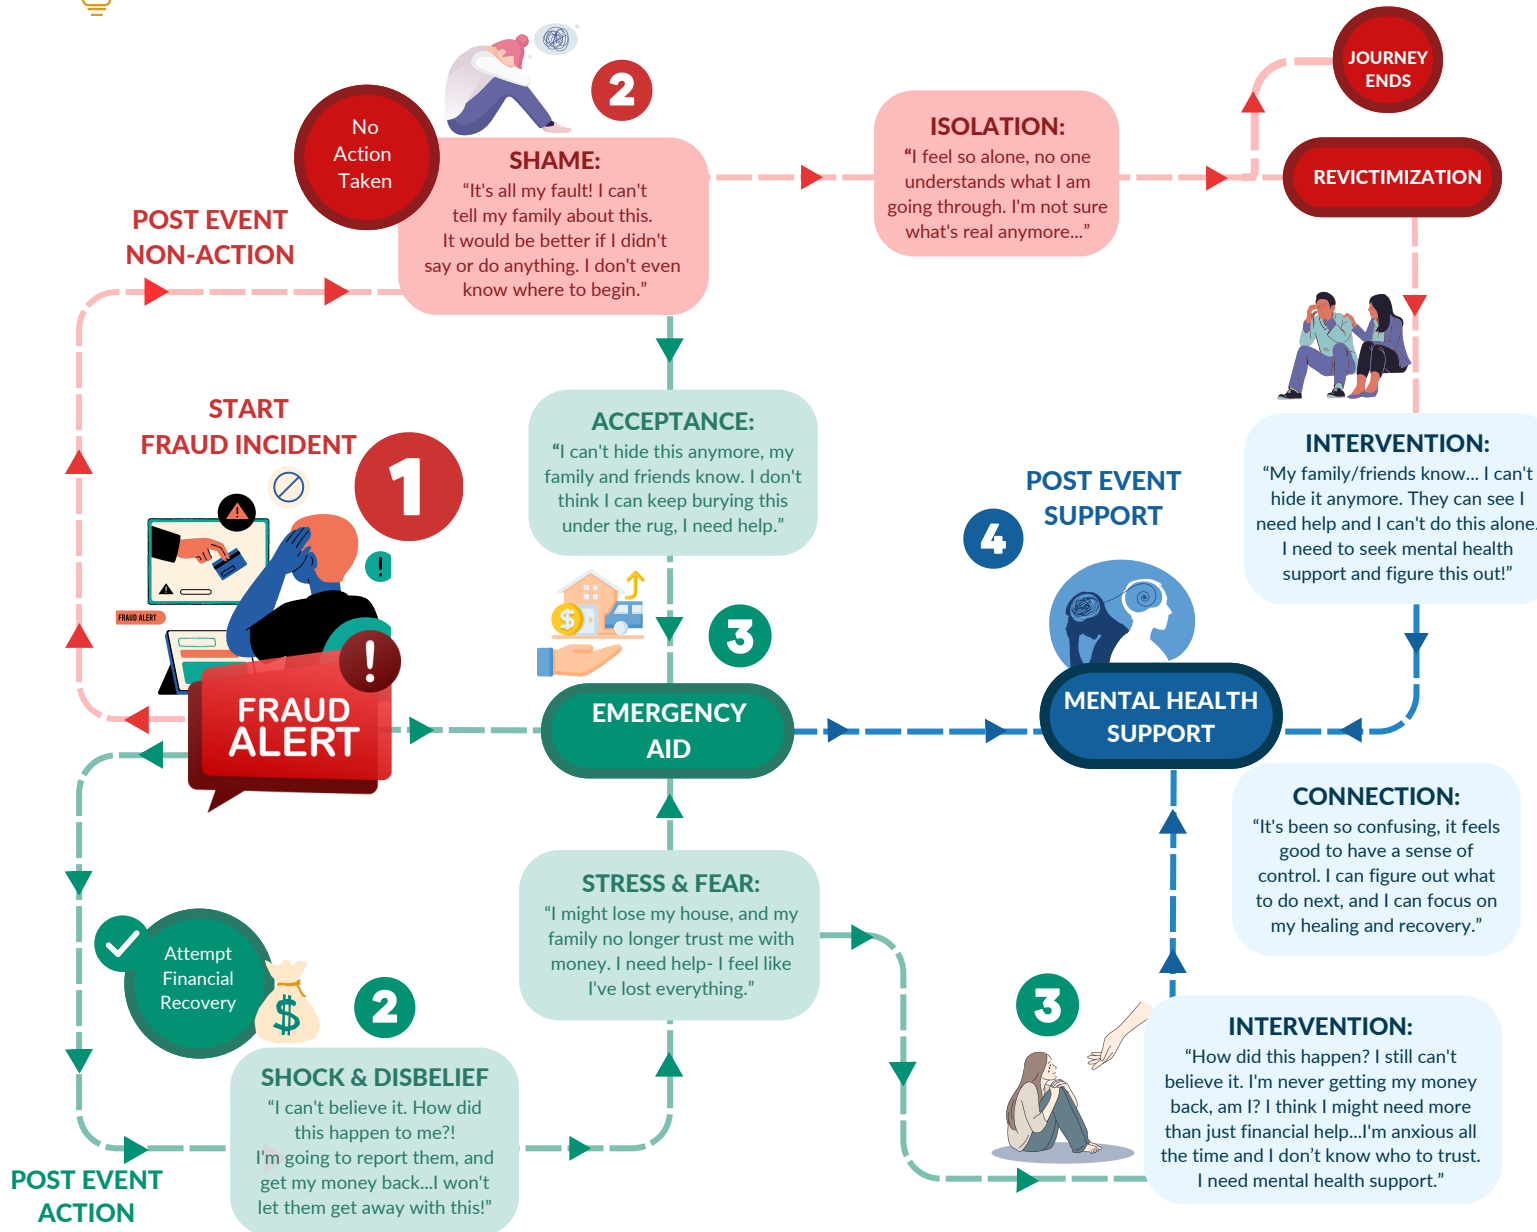 JOURNEY
ENDS
2
No
Action
Taken
SHAME:
“It's all my fault! I can't
tell my family about this.
It would be better if I didn't
say or do anything. I don't even
know where to begin.”
ISOLATION:
“I feel so alone, no one
understands what I am
going through. I'm not sure
what's real anymore...”
REVICTIMIZATION
POST EVENT
NON-ACTION
START
FRAUD INCIDENT
1
FRAUD ALERT
!
!
FRAUD
ALERT
ACCEPTANCE:
“I can't hide this anymore, my
family and friends know. I don't
think I can keep burying this
under the rug, I need help.”
$
3
EMERGENCY
AID
POST EVENT
SUPPORT
4
INTERVENTION:
“My family/friends know... I can't
hide it anymore. They can see I
need help and I can't do this alone.
I need to seek mental health
support and figure this out!”
MENTAL HEALTH
SUPPORT
CONNECTION:
“It's been so confusing, it feels
good to have a sense of
control. I can figure out what
to do next, and I can focus on
my healing and recovery.”
STRESS & FEAR:
“I might lose my house, and my
family no longer trust me with
money. I need help- I feel like
I've lost everything.”
Attempt
Financial
Recovery
$
2
SHOCK & DISBELIEF
“I can't believe it. How did
this happen to me?!
I'm going to report them, and
get my money back...I won't
let them get away with this!”
POST EVENT
ACTION
3
INTERVENTION:
“How did this happen? I still can't
believe it. I'm never getting my money
back, am I? I think I might need more
than just financial help...I'm anxious all
the time and I don’t know who to trust.
I need mental health support.”